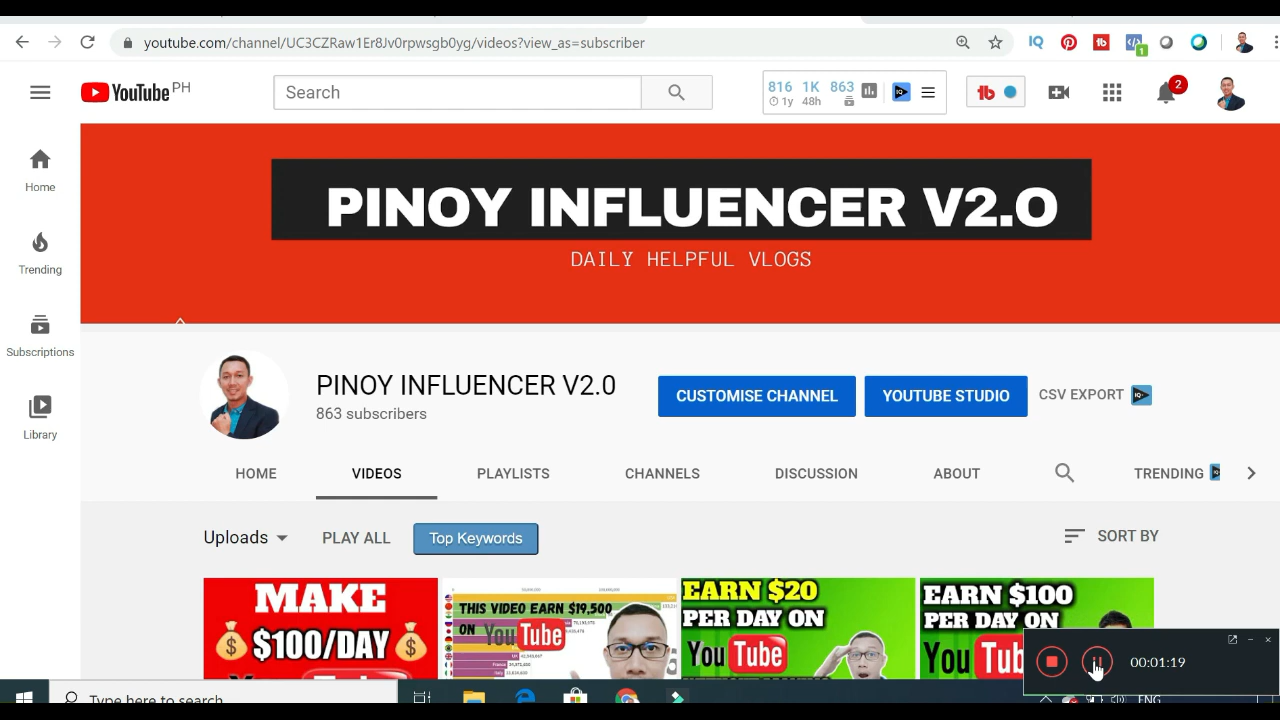 youtube.com/channel/UC3CZRaw1Er8Jv0rpwsgb0yg/videos?view_as=subscriber
1
YouTube PH
Search
816 1K 863
1y 48h
2
Home
Trending
Subscriptions
Library
PINOY INFLUENCER V2.0
DAILY HELPFUL VLOGS
PINOY INFLUENCER V2.0
863 subscribers
CUSTOMISE CHANNEL
YOUTUBE STUDIO
CSV EXPORT
HOME
VIDEOS
PLAYLISTS
CHANNELS
DISCUSSION
ABOUT
TRENDING
Uploads
PLAY ALL
Top Keywords
SORT BY
MAKE
$100/DAY
THIS VIDEO EARN $19,500
ON YouTube
EARN $20
PER DAY ON
YouTube
EARN $100
PER DAY ON
00:01:19
Type here to search
ENG